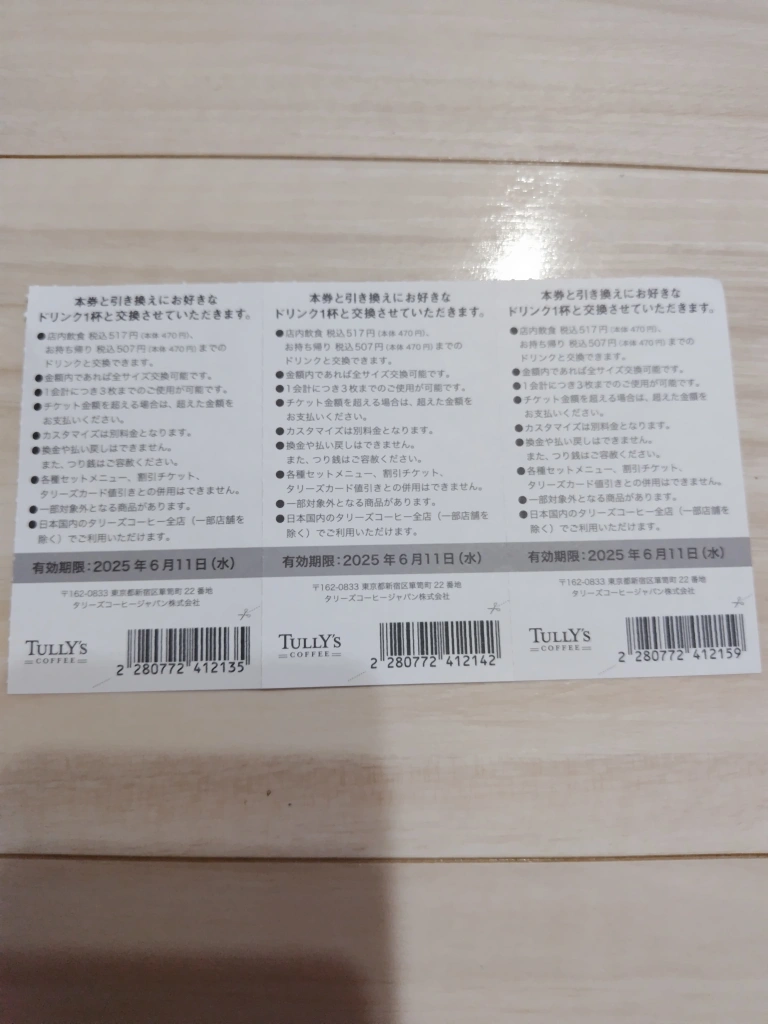 本券と引き換えにお好きな
ドリンク1杯と交換させていただきます。
●店内飲食 税込517円(本体 470円)、
お持ち帰り 税込507円(本体 470円)までの
ドリンクと交換できます。
●金額内であれば全サイズ交換可能です。
●1会計につき3枚までのご使用が可能です。
●チケット金額を超える場合は、超えた金額を
お支払いください。
●カスタマイズは別料金となります。
●換金や払い戻しはできません。
また、つり銭はご容赦ください。
●各種セットメニュー、割引チケット、
タリーズカード値引きとの併用はできません。
●一部対象外となる商品があります。
●日本国内のタリーズコーヒー全店（一部店舗を
除く）でご利用いただけます。
有効期限：2025年6月11日（水）
〒162-0833 東京都新宿区箪笥町 22 番地
タリーズコーヒージャパン株式会社
TULLY'S
COFFEE
2 280772 412135
本券と引き換えにお好きな
ドリンク1杯と交換させていただきます。
●店内飲食 税込517円(本体 470円)、
お持ち帰り 税込507円(本体 470円)までの
ドリンクと交換できます。
●金額内であれば全サイズ交換可能です。
●1会計につき3枚までのご使用が可能です。
●チケット金額を超える場合は、超えた金額を
お支払いください。
●カスタマイズは別料金となります。
●換金や払い戻しはできません。
また、つり銭はご容赦ください。
●各種セットメニュー、割引チケット、
タリーズカード値引きとの併用はできません。
●一部対象外となる商品があります。
●日本国内のタリーズコーヒー全店（一部店舗を
除く）でご利用いただけます。
有効期限：2025年6月11日（水）
〒162-0833 東京都新宿区箪笥町 22 番地
タリーズコーヒージャパン株式会社
TULLY'S
COFFEE
2 280772 412142
本券と引き換えにお好きな
ドリンク1杯と交換させていただきます。
●店内飲食 税込517円(本体 470円)、
お持ち帰り 税込507円(本体 470円)までの
ドリンクと交換できます。
●金額内であれば全サイズ交換可能です。
●1会計につき3枚までのご使用が可能です。
●チケット金額を超える場合は、超えた金額を
お支払いください。
●カスタマイズは別料金となります。
●換金や払い戻しはできません。
また、つり銭はご容赦ください。
●各種セットメニュー、割引チケット、
タリーズカード値引きとの併用はできません。
●一部対象外となる商品があります。
●日本国内のタリーズコーヒー全店（一部店舗を
除く）でご利用いただけます。
有効期限：2025年6月11日（水）
〒162-0833 東京都新宿区箪笥町 22 番地
タリーズコーヒージャパン株式会社
TULLY'S
COFFEE
2 280772 412159